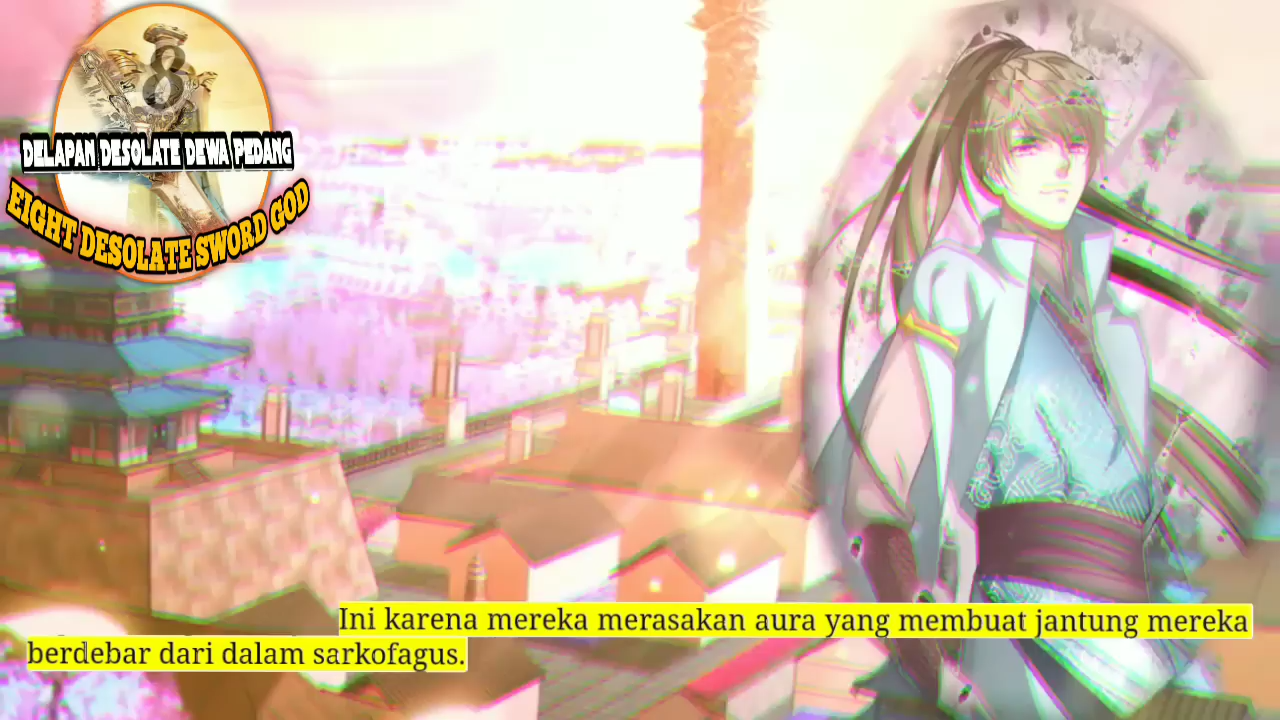 8
DELAPAN DESOLATE DEWA PEDANG
EIGHT DESOLATE SWORD GOD
Ini karena mereka merasakan aura yang membuat jantung mereka
berdebar dari dalam sarkofagus.